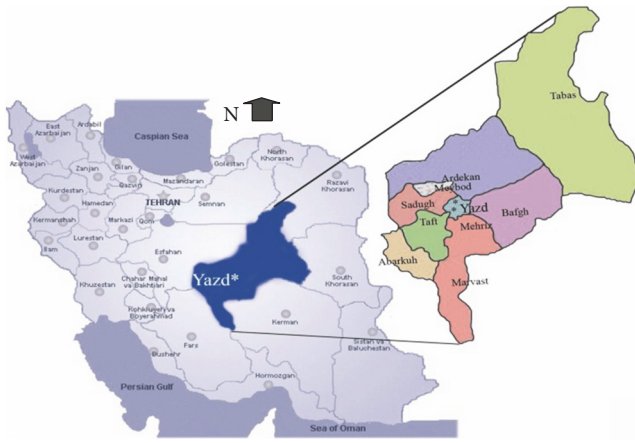 N
Caspian Sea
East
Azarbaijan
Ardabil
West
Azarbaijan
Gilan
Zanjan
Qazvin
Mazandaran
Golestan
North
Khorasan
Razavi
Khorasan
Kurdestan
Hamedan
TEHRAN
Semnan
Kermanshah
Markazi
Qom
Ilam
Lurestan
Esfahan
Yazd*
South
Khorasan
Khuzestan
Chahar Mahal
va Bakhtiari
Kohkiluyeh va
Boyerahmad
Fars
Kerman
Sistan va
Baluchestan
Bushehr
Hormozgan
Persian Gulf
Sea of Oman
Tabas
Ardekan
Meybod
Sadugh
Yazd
Taft
Mehriz
Bafgh
Abarkuh
Marvast